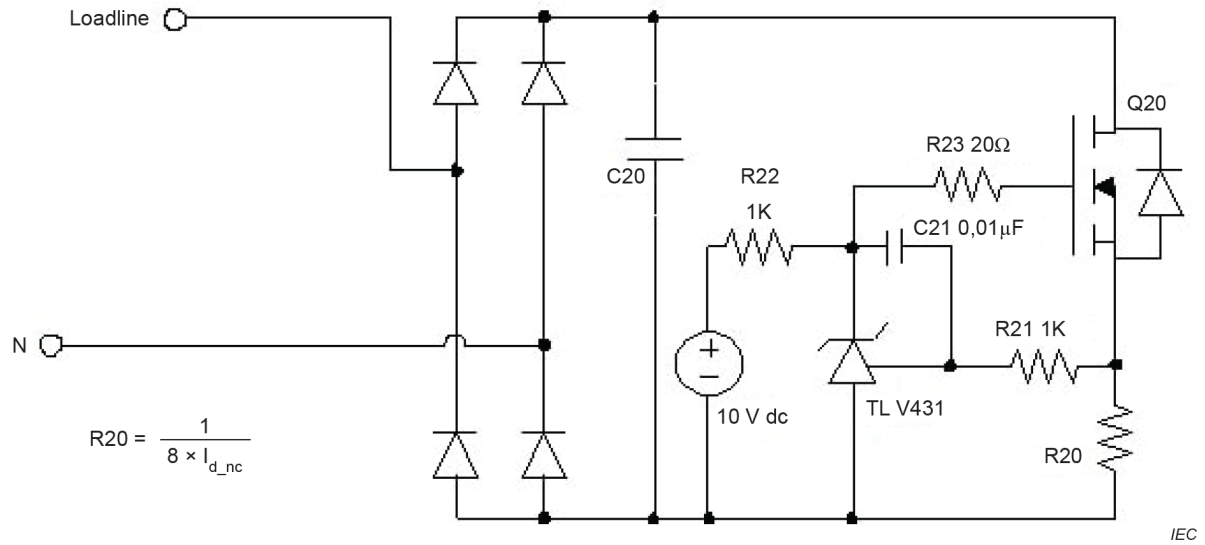 Loadline
Q20
R23 20Ω
C20
R22
1K
C21 0,01μF
N
+
−
R21 1K
10 V dc
TL V431
R20 = 1 / 8 × I_d_nc
R20
IEC